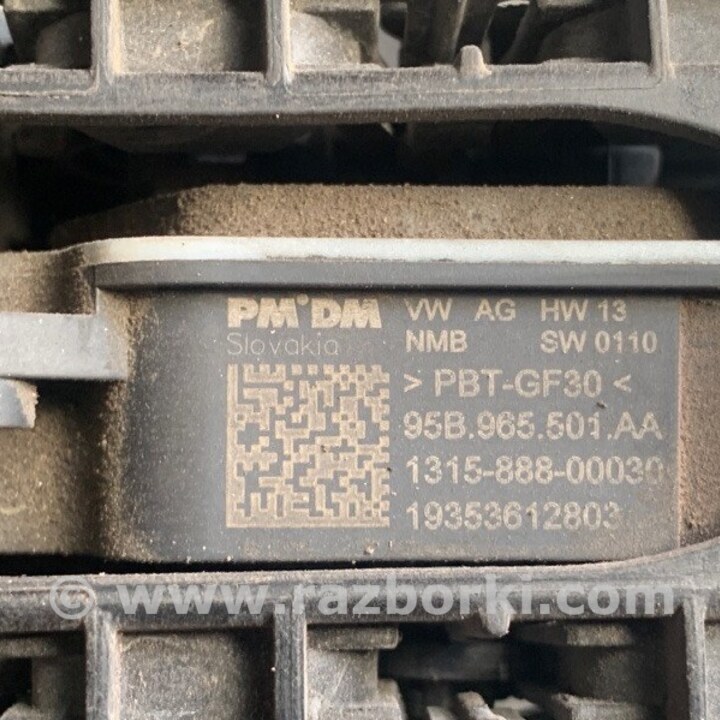 PM DM VW AG HW 13
Slovakia NMB SW 0110
> PBT-GF30 <
95B.965.501.AA
1315-888-00030
19353612803
© www.razborki.com